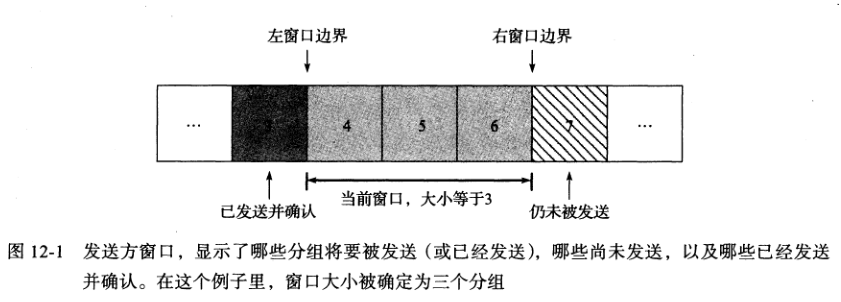 左窗口边界 右窗口边界
… 3 4 5 6 7 …
已发送并确认 当前窗口，大小等于3 仍未被发送
图 12-1 发送方窗口，显示了哪些分组将要被发送（或已经发送），哪些尚未发送，以及哪些已经发送
并确认。在这个例子里，窗口大小被确定为三个分组